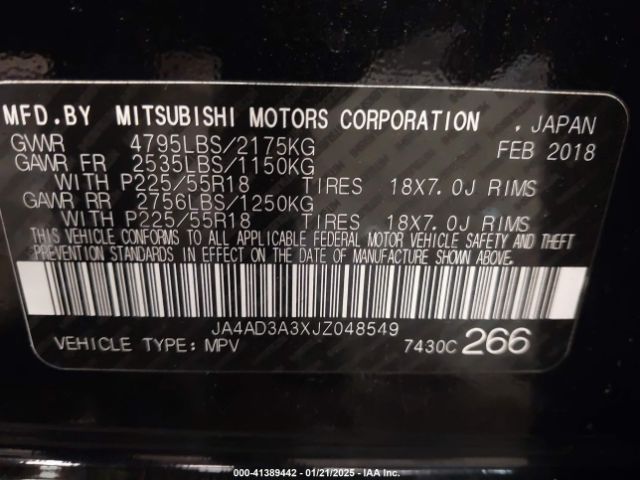 MFD.BY MITSUBISHI MOTORS CORPORATION , JAPAN
GVWR 4795LBS/2175KG FEB 2018
GAWR FR 2535LBS/1150KG
WITH P225/55R18 TIRES 18X7.0J RIMS
GAWR RR 2756LBS/1250KG
WITH P225/55R18 TIRES 18X7.0J RIMS
THIS VEHICLE CONFORMS TO ALL APPLICABLE FEDERAL MOTOR VEHICLE SAFETY AND THEFT
PREVENTION STANDARDS IN EFFECT ON THE DATE OF MANUFACTURE SHOWN ABOVE.
JA4AD3A3XJZ048549
VEHICLE TYPE: MPV 7430C 266
000-41389442 - 01/21/2025 - IAA Inc.